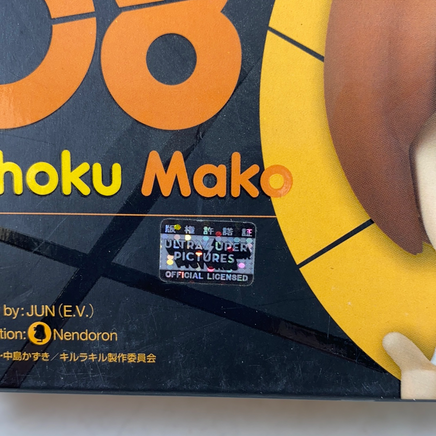 08
hoku Mako
版権許諾証
ULTRA SUPER
PICTURES
OFFICIAL LICENSED
by: JUN (E.V.)
tion: Nendoron
・中島かずき／キルラキル製作委員会